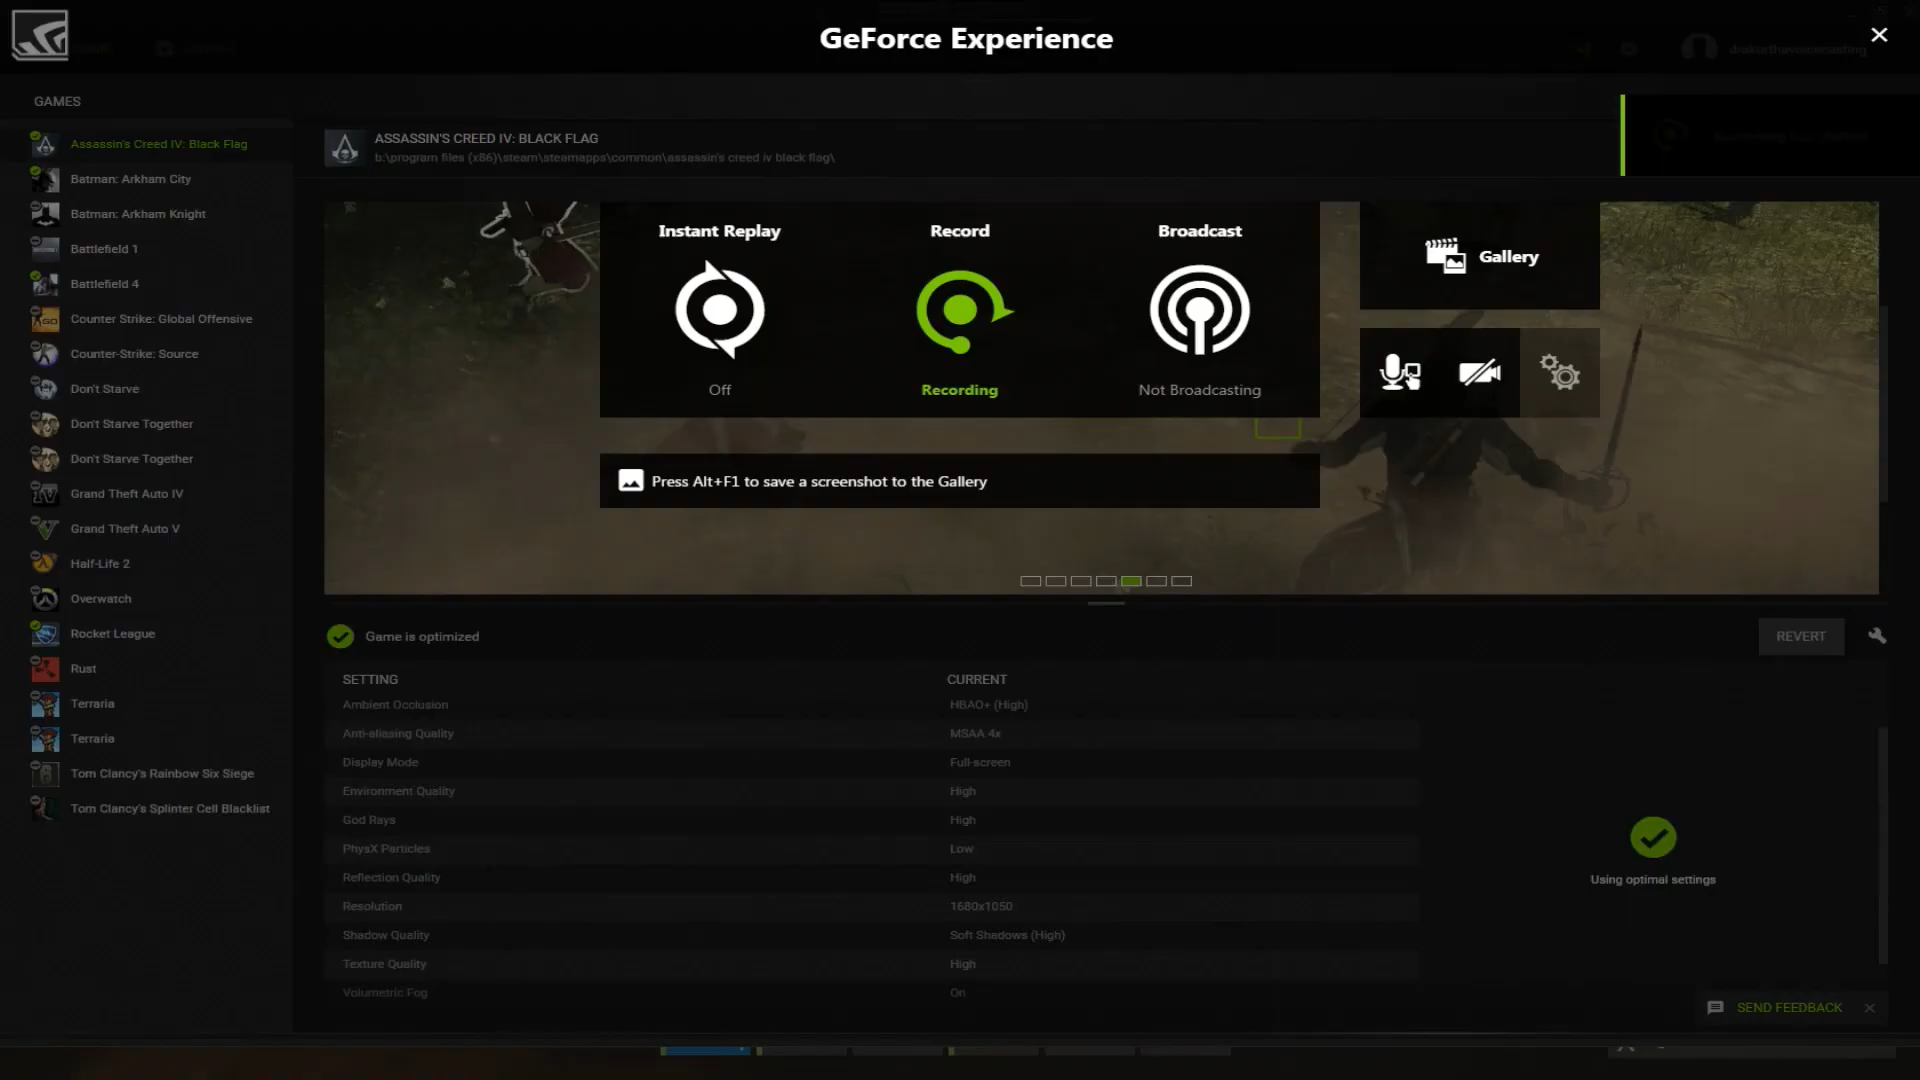 GeForce Experience
GAMES
Assassin's Creed IV: Black Flag
Batman: Arkham City
Batman: Arkham Knight
Battlefield 1
Battlefield 4
Counter Strike: Global Offensive
Counter-Strike: Source
Don't Starve
Don't Starve Together
Don't Starve Together
Grand Theft Auto IV
Grand Theft Auto V
Half-Life 2
Overwatch
Rocket League
Rust
Terraria
Terraria
Tom Clancy's Rainbow Six Siege
Tom Clancy's Splinter Cell Blacklist
ASSASSIN'S CREED IV: BLACK FLAG
b:\program files (x86)\steam\steamapps\common\assassin's creed iv black flag\
Instant Replay
Off
Record
Recording
Broadcast
Not Broadcasting
Gallery
Press Alt+F1 to save a screenshot to the Gallery
Game is optimized
REVERT
SETTING CURRENT
Ambient Occlusion HBAO+ (High)
Anti-aliasing Quality MSAA 4x
Display Mode Full-screen
Environment Quality High
God Rays High
PhysX Particles Low
Reflection Quality High
Resolution 1680x1050
Shadow Quality Soft Shadows (High)
Texture Quality High
Volumetric Fog On
Using optimal settings
SEND FEEDBACK